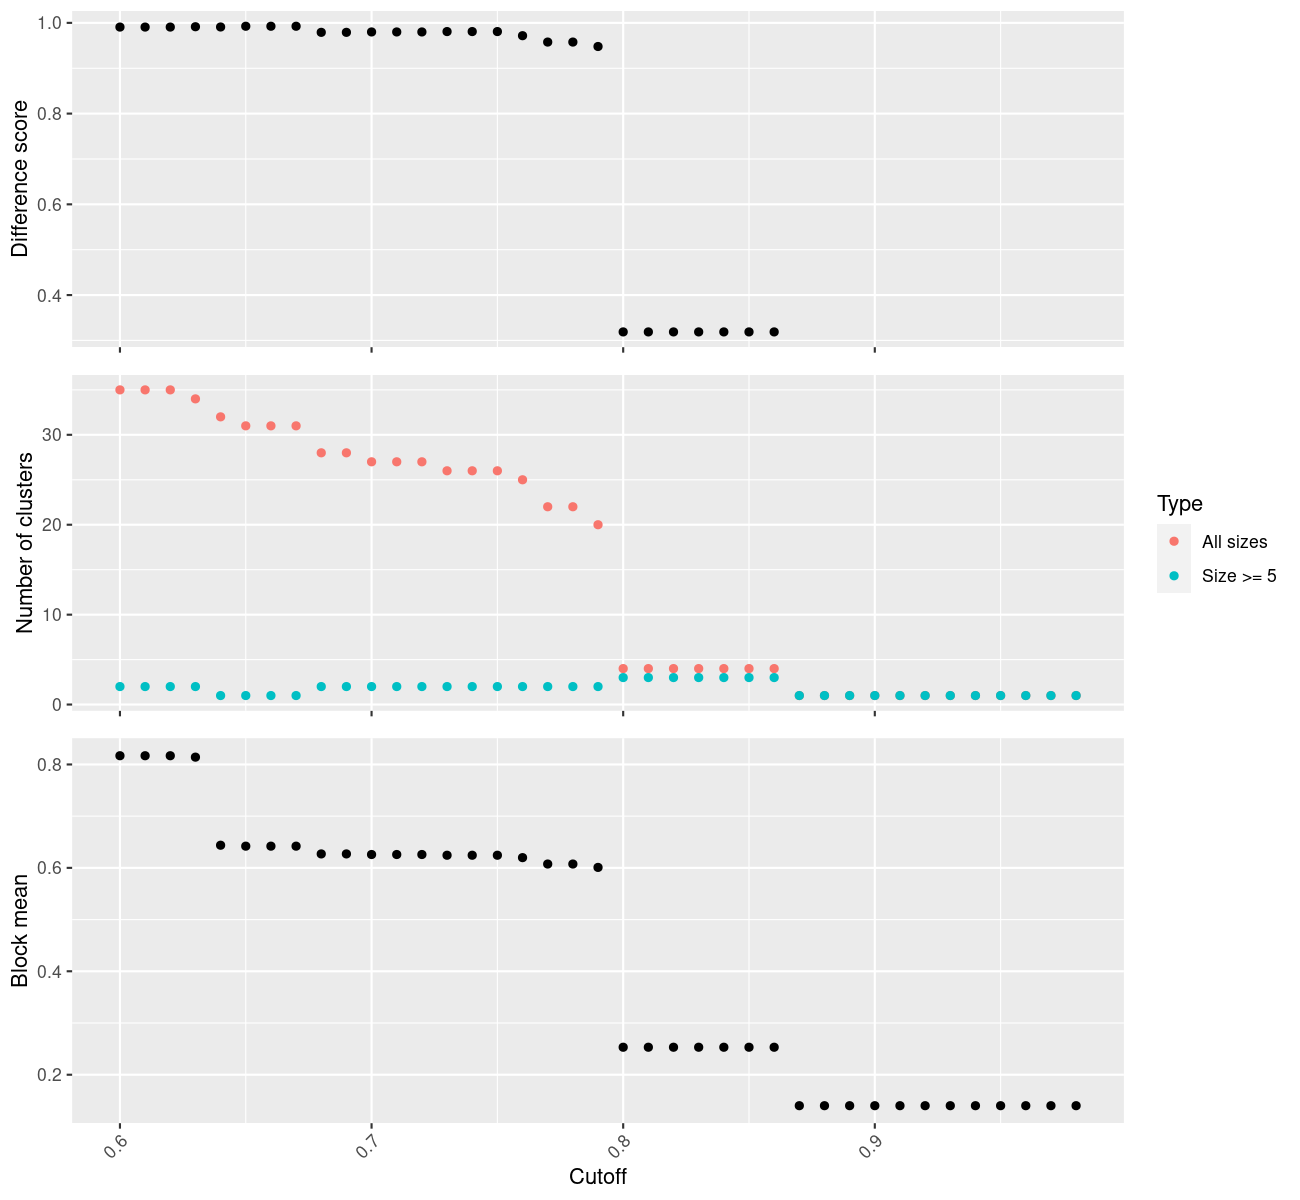 Difference score
1.0
0.8
0.6
0.4
Number of clusters
30
20
10
0
Block mean
0.8
0.6
0.4
0.2
0.6
0.7
0.8
0.9
Cutoff
Type
All sizes
Size >= 5